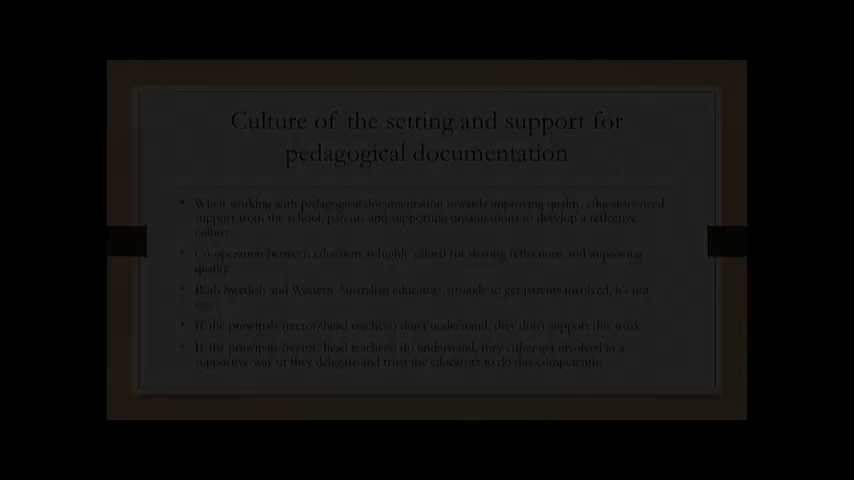 Culture of the setting and support for
pedagogical documentation
• When working with pedagogical documentation towards improving quality, educators need
support from the school, parents and supporting organisations to develop a reflective
culture.
• Co-operation between educators is highly valued for sharing reflections and improving
quality.
• Both Swedish and Western Australian educators struggle to get parents involved, it's not
easy.
• If the principals (rector/head teachers) don't understand, they don't support this work
• If the principals (rector/head teachers) do understand, they either get involved in a
supportive way or they delegate and trust the educators to do this competently.